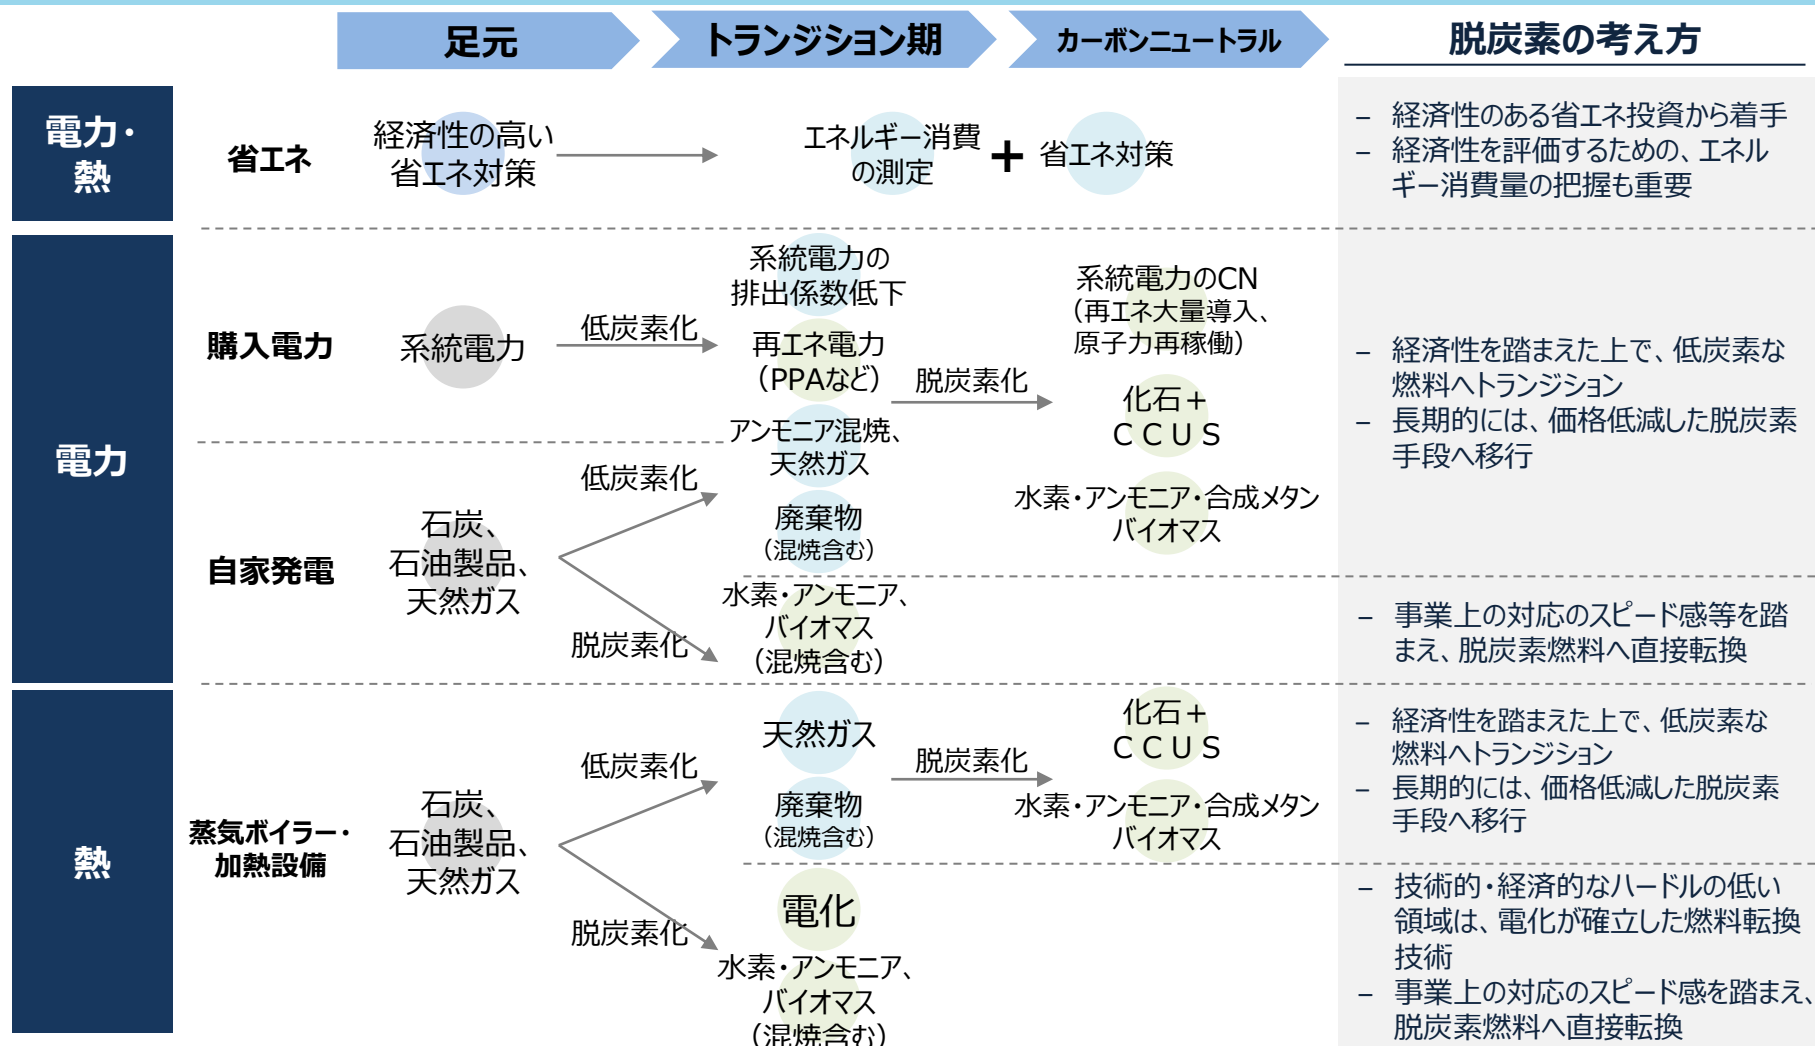 足元
トランジション期
カーボンニュートラル
脱炭素の考え方
電力・
熱
省エネ
経済性の高い
省エネ対策
エネルギー消費
の測定
+
省エネ対策
– 経済性のある省エネ投資から着手
– 経済性を評価するための、エネル
ギー消費量の把握も重要
電力
購入電力
系統電力
低炭素化
系統電力の
排出係数低下
再エネ電力
（PPAなど）
脱炭素化
系統電力のCN
（再エネ大量導入、
原子力再稼働）
化石+
ＣＣＵＳ
水素・アンモニア・合成メタン
バイオマス
– 経済性を踏まえた上で、低炭素な
燃料へトランジション
– 長期的には、価格低減した脱炭素
手段へ移行
自家発電
石炭、
石油製品、
天然ガス
低炭素化
脱炭素化
アンモニア混焼、
天然ガス
廃棄物
（混焼含む）
水素・アンモニア、
バイオマス
（混焼含む）
– 事業上の対応のスピード感等を踏
まえ、脱炭素燃料へ直接転換
熱
蒸気ボイラー・
加熱設備
石炭、
石油製品、
天然ガス
低炭素化
脱炭素化
天然ガス
廃棄物
（混焼含む）
脱炭素化
化石+
ＣＣＵＳ
水素・アンモニア・合成メタン
バイオマス
– 経済性を踏まえた上で、低炭素な
燃料へトランジション
– 長期的には、価格低減した脱炭素
手段へ移行
電化
水素・アンモニア、
バイオマス
（混焼含む）
– 技術的・経済的なハードルの低い
領域は、電化が確立した燃料転換
技術
– 事業上の対応のスピード感を踏まえ、
脱炭素燃料へ直接転換